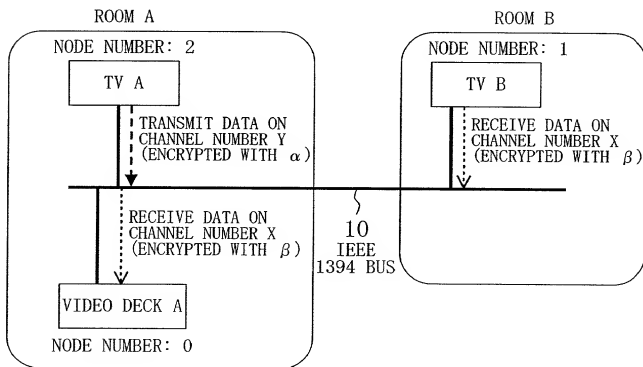 ROOM A
NODE NUMBER: 2
TV A
TRANSMIT DATA ON
CHANNEL NUMBER Y
(ENCRYPTED WITH α)
RECEIVE DATA ON
CHANNEL NUMBER X
(ENCRYPTED WITH β)
VIDEO DECK A
NODE NUMBER: 0
10
IEEE
1394 BUS
ROOM B
NODE NUMBER: 1
TV B
RECEIVE DATA ON
CHANNEL NUMBER X
(ENCRYPTED WITH β)